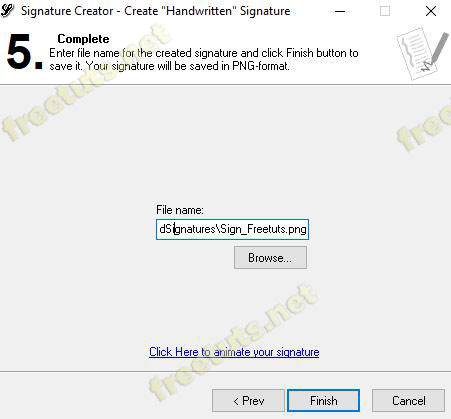 Signature Creator - Create "Handwritten" Signature
5.
Complete
Enter file name for the created signature and click Finish button to
save it. Your signature will be saved in PNG-format.
freetuts.net
freetuts.net
File name:
dSignatures\Sign_Freetuts.png
Browse...
freetuts.net
Click Here to animate your signature
< Prev
Finish
Cancel